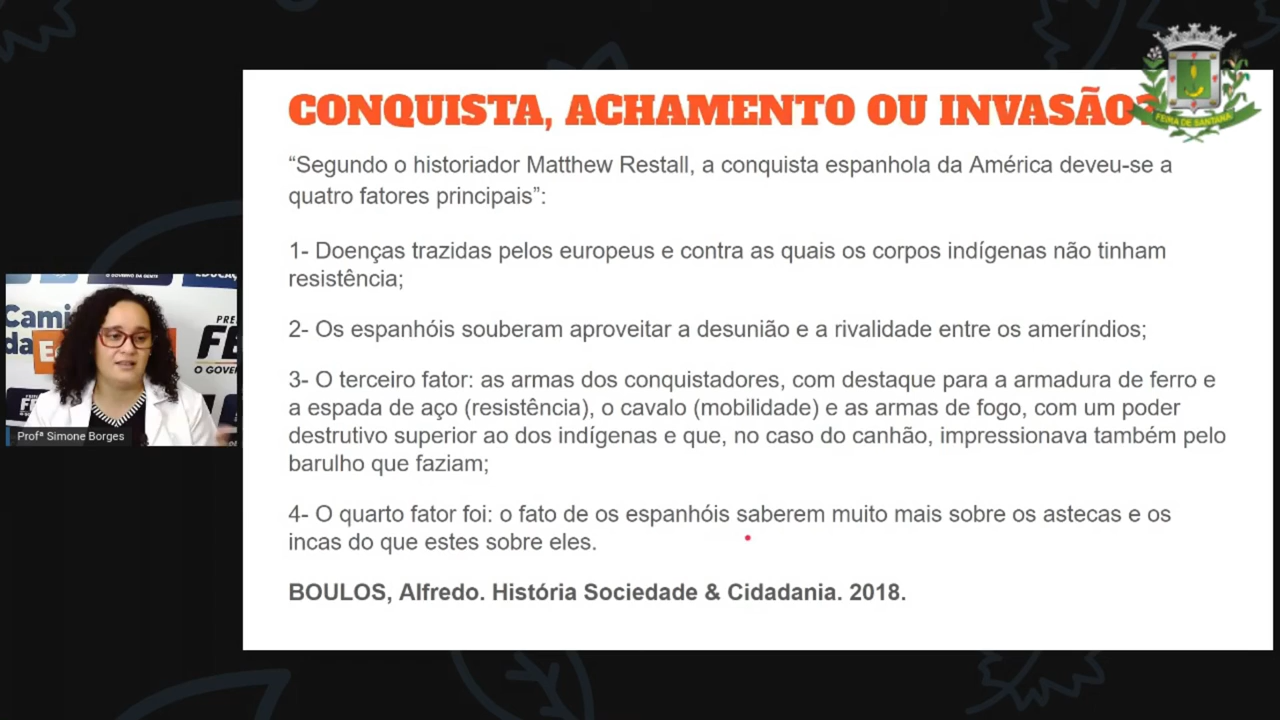 CONQUISTA, ACHAMENTO OU INVASÃO?
FEIRA DE SANTANA
“Segundo o historiador Matthew Restall, a conquista espanhola da América deveu-se a
quatro fatores principais”:
1- Doenças trazidas pelos europeus e contra as quais os corpos indígenas não tinham
resistência;
2- Os espanhóis souberam aproveitar a desunião e a rivalidade entre os ameríndios;
3- O terceiro fator: as armas dos conquistadores, com destaque para a armadura de ferro e
a espada de aço (resistência), o cavalo (mobilidade) e as armas de fogo, com um poder
destrutivo superior ao dos indígenas e que, no caso do canhão, impressionava também pelo
barulho que faziam;
4- O quarto fator foi: o fato de os espanhóis saberem muito mais sobre os astecas e os
incas do que estes sobre eles.
BOULOS, Alfredo. História Sociedade & Cidadania. 2018.
O GOVERNO DA GENTE
Cami
da
PRE
FE
O GOVER
Profª Simone Borges